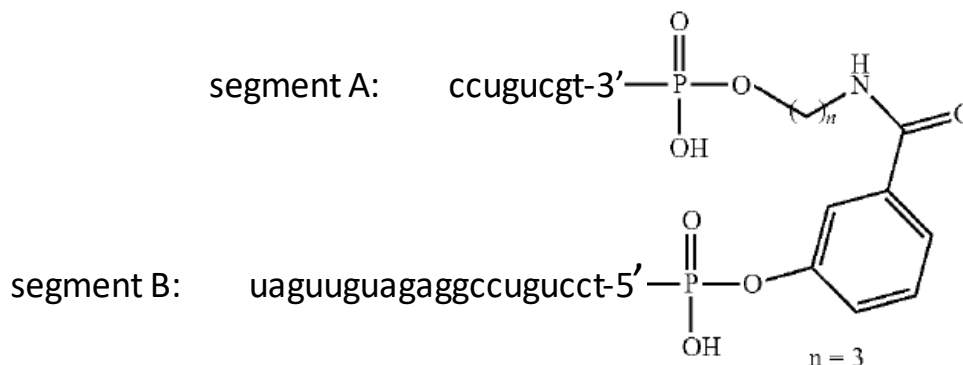 O
H
segment A: ccugucgt-3’ P O N
( )n
OH O
O
segment B: uaguuguagaggccugucct-5’ P O
OH
n = 3